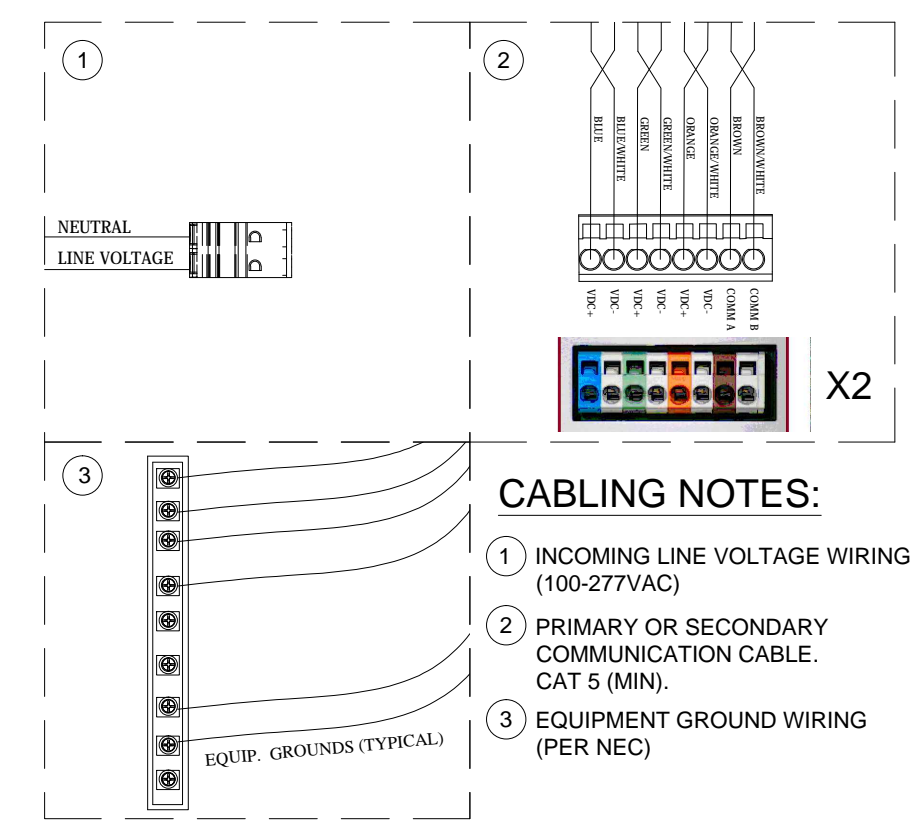 1
NEUTRAL
LINE VOLTAGE
2
BLUE
BLUE/WHITE
GREEN
GREEN/WHITE
ORANGE
ORANGE/WHITE
BROWN
BROWN/WHITE
VDC+
VDC-
VDC+
VDC-
VDC+
VDC-
COMM A
COMM B
X2
3
EQUIP. GROUNDS (TYPICAL)
CABLING NOTES:
1 INCOMING LINE VOLTAGE WIRING
(100-277VAC)
2 PRIMARY OR SECONDARY
COMMUNICATION CABLE.
CAT 5 (MIN).
3 EQUIPMENT GROUND WIRING
(PER NEC)